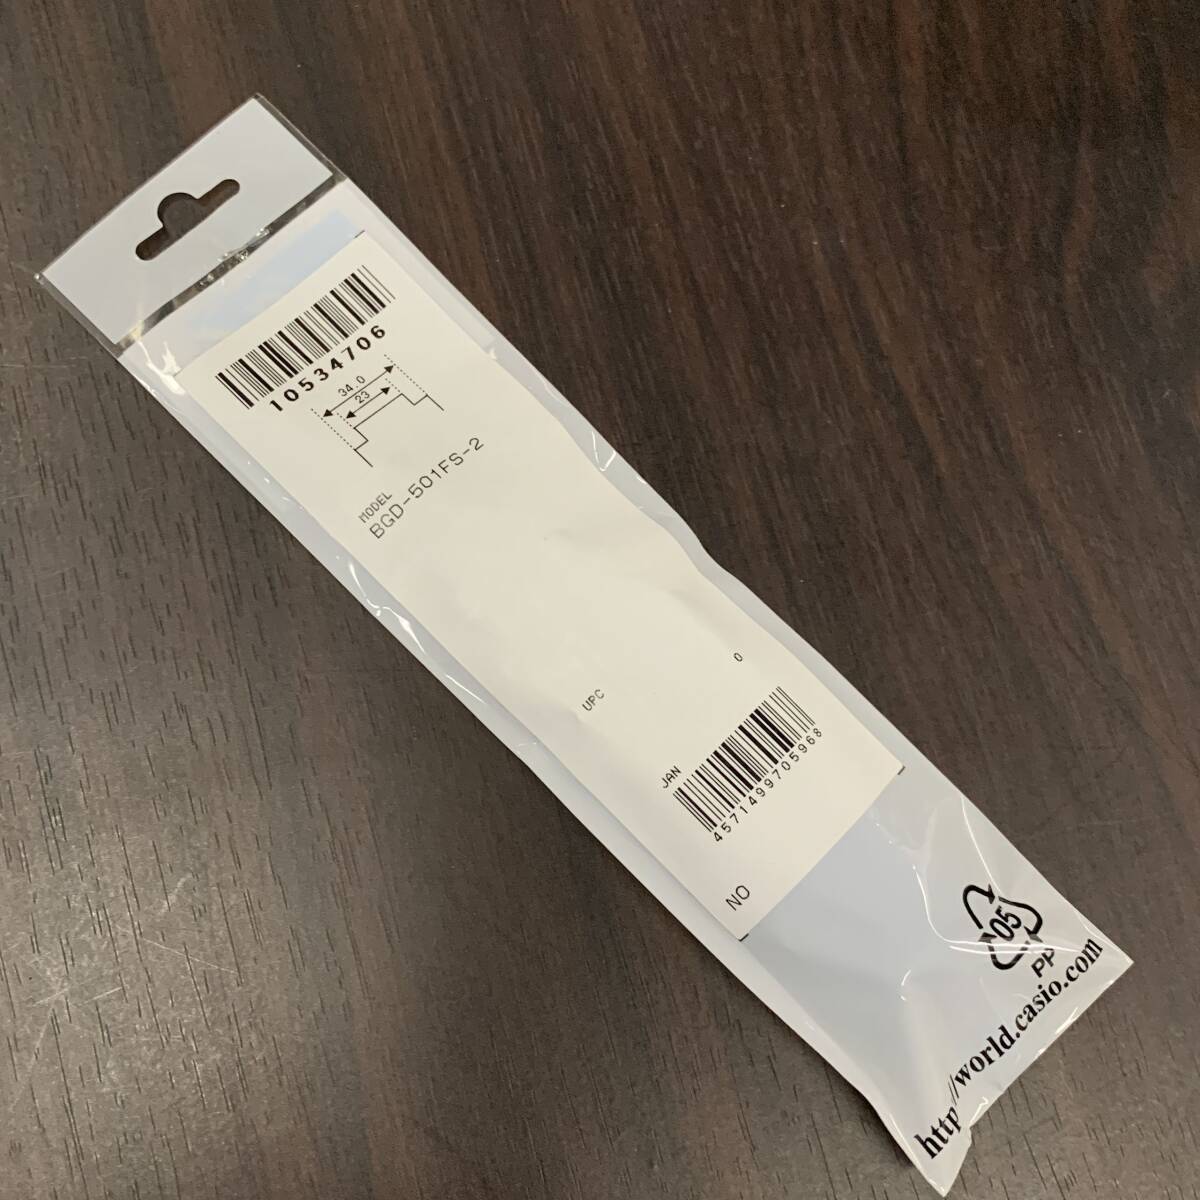 10534706
34.0
23
MODEL
BGD-501FS-2
UPC
0
JAN
4571499705968
NO
05
PP
http://world.casio.com